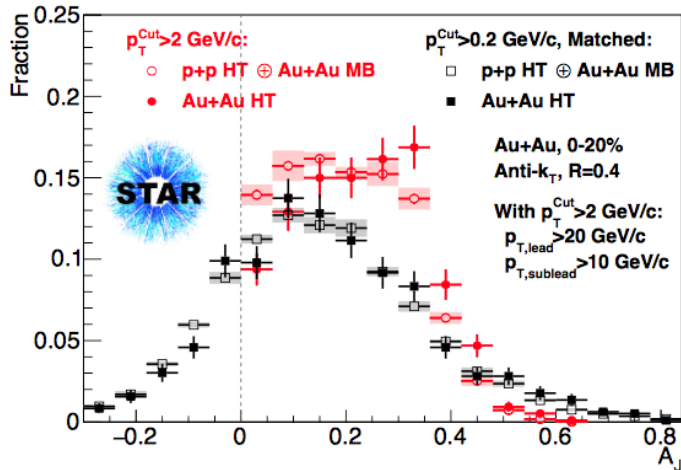 Fraction
0.25
0.2
0.15
0.1
0.05
0
−0.2
0
0.2
0.4
0.6
0.8
A_J
p_T^Cut>2 GeV/c:
p+p HT ⊕ Au+Au MB
Au+Au HT
p_T^Cut>0.2 GeV/c, Matched:
p+p HT ⊕ Au+Au MB
Au+Au HT
STAR
Au+Au, 0-20%
Anti-k_T, R=0.4
With p_T^Cut>2 GeV/c:
p_T,lead>20 GeV/c
p_T,sublead>10 GeV/c